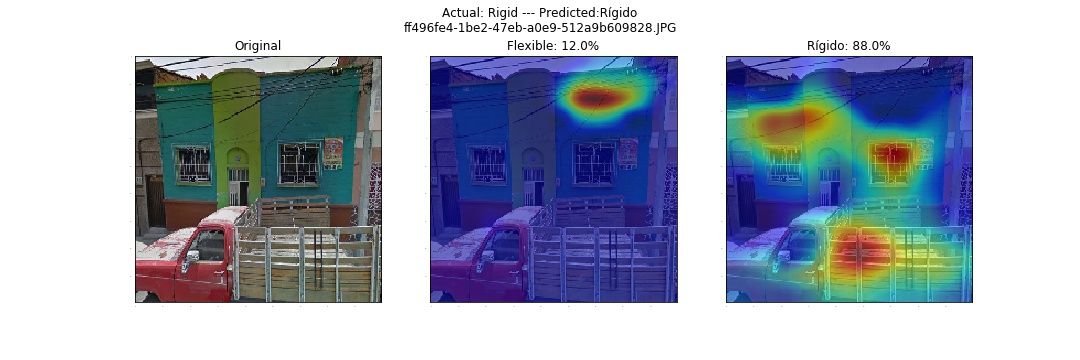 Actual: Rigid --- Predicted:Rígido
ff496fe4-1be2-47eb-a0e9-512a9b609828.JPG
Original
Flexible: 12.0%
Rígido: 88.0%